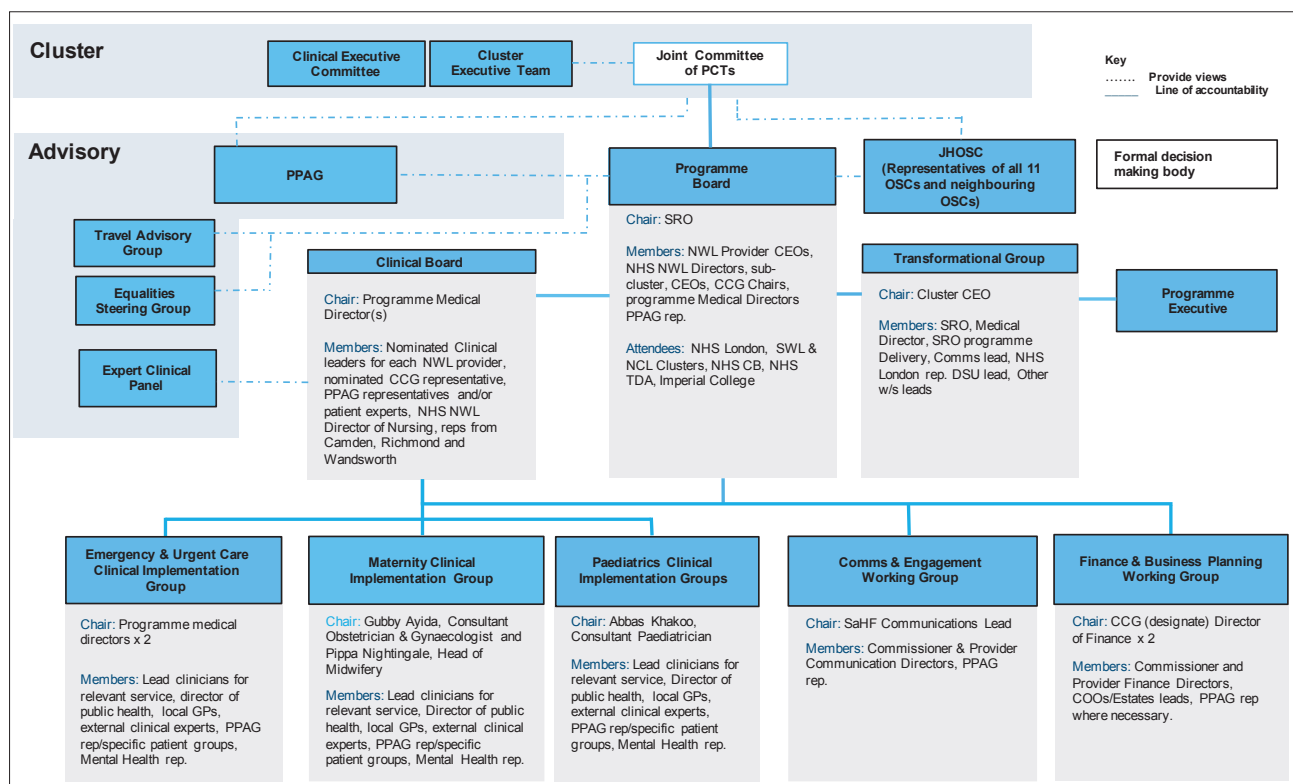 Cluster
Clinical Executive
Committee
Cluster
Executive Team
Joint Committee
of PCTs
Key
....... Provide views
______ Line of accountability
Advisory
PPAG
Programme
Board
JHOSC
(Representatives of all 11
OSCs and neighbouring
OSCs)
Formal decision
making body
Travel Advisory
Group
Equalities
Steering Group
Expert Clinical
Panel
Clinical Board
Chair: Programme Medical
Director(s)
Members: Nominated Clinical
leaders for each NWL provider,
nominated CCG representative,
PPAG representatives and/or
patient experts, NHS NWL
Director of Nursing, reps from
Camden, Richmond and
Wandsworth
Chair: SRO
Members: NWL Provider CEOs,
NHS NWL Directors, sub-
cluster, CEOs, CCG Chairs,
programme Medical Directors
PPAG rep.
Attendees: NHS London, SWL &
NCL Clusters, NHS CB, NHS
TDA, Imperial College
Transformational Group
Chair: Cluster CEO
Members: SRO, Medical
Director, SRO programme
Delivery, Comms lead, NHS
London rep. DSU lead, Other
w/s leads
Programme
Executive
Emergency & Urgent Care
Clinical Implementation
Group
Chair: Programme medical
directors x 2
Members: Lead clinicians for
relevant service, director of
public health, local GPs,
external clinical experts, PPAG
rep/specific patient groups,
Mental Health rep.
Maternity Clinical
Implementation Group
Chair: Gubby Ayida, Consultant
Obstetrician & Gynaecologist and
Pippa Nightingale, Head of
Midwifery
Members: Lead clinicians for
relevant service, Director of public
health, local GPs, external clinical
experts, PPAG rep/specific
patient groups, Mental Health rep.
Paediatrics Clinical
Implementation Groups
Chair: Abbas Khakoo,
Consultant Paediatrician
Members: Lead clinicians for
relevant service, Director of
public health, local GPs,
external clinical experts,
PPAG rep/specific patient
groups, Mental Health rep.
Comms & Engagement
Working Group
Chair: SaHF Communications Lead
Members: Commissioner & Provider
Communication Directors, PPAG
rep.
Finance & Business Planning
Working Group
Chair: CCG (designate) Director
of Finance x 2
Members: Commissioner and
Provider Finance Directors,
COOs/Estates leads, PPAG rep
where necessary.